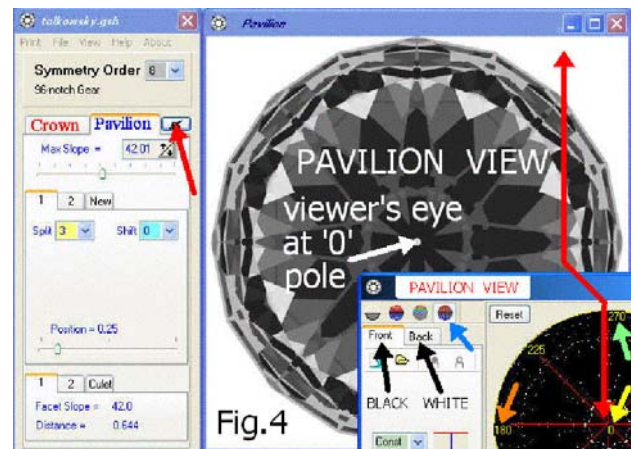 tolkowsky.gsh
Print File View Help About
Symmetry Order 8
96-notch Gear
Crown Pavilion
Max Slope = 42.01
1 2 New
Split 3 Shift 0
Position = 0.25
1 2 Culet
Facet Slope = 42.0
Distance = 0.644
Pavilion
PAVILION VIEW
viewer's eye
at '0'
pole
Fig.4
PAVILION VIEW
Front Back
BLACK WHITE
Const
Reset
270
225
180
0